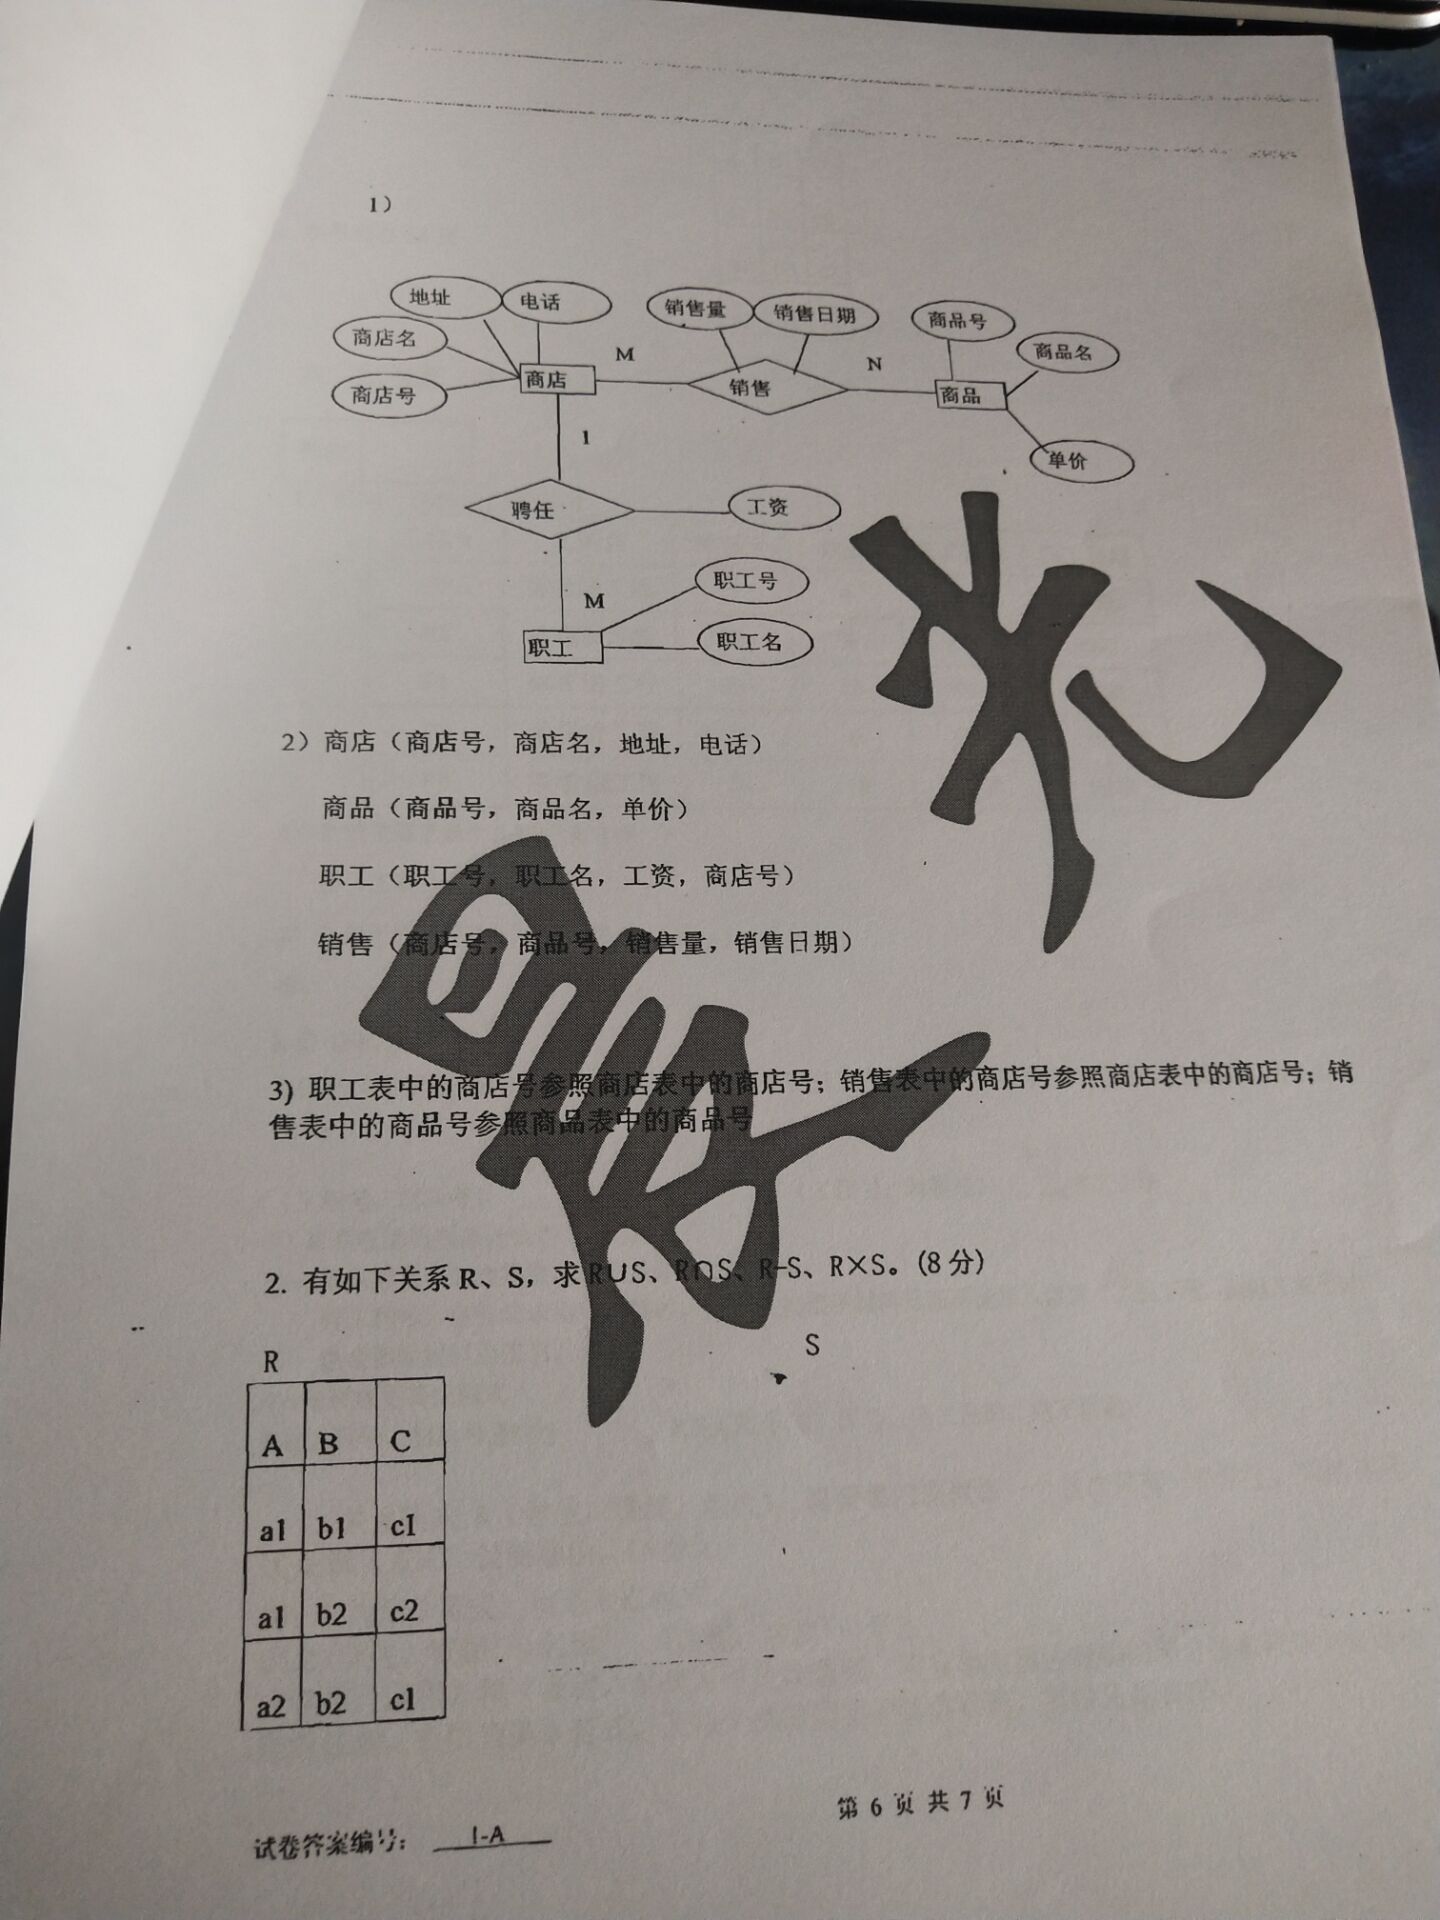 1）
地址 电话 销售量 销售日期 商品号
商店名 商品名
商店号 商店 M 销售 N 商品
1 单价
聘任 工资
M 职工号
职工 职工名
2）商店（商店号，商店名，地址，电话）
商品（商品号，商品名，单价）
职工（职工号，职工名，工资，商店号）
销售（商店号，商品号，销售量，销售日期）
3) 职工表中的商店号参照商店表中的商店号；销售表中的商店号参照商店表中的商店号；销
售表中的商品号参照商品表中的商品号
2. 有如下关系 R、S，求 R∪S、R∩S、R-S、R×S。(8 分)
R S
A B C
a1 b1 c1
a1 b2 c2
a2 b2 c1
第 6 页 共 7 页
试卷答案编号： 1-A